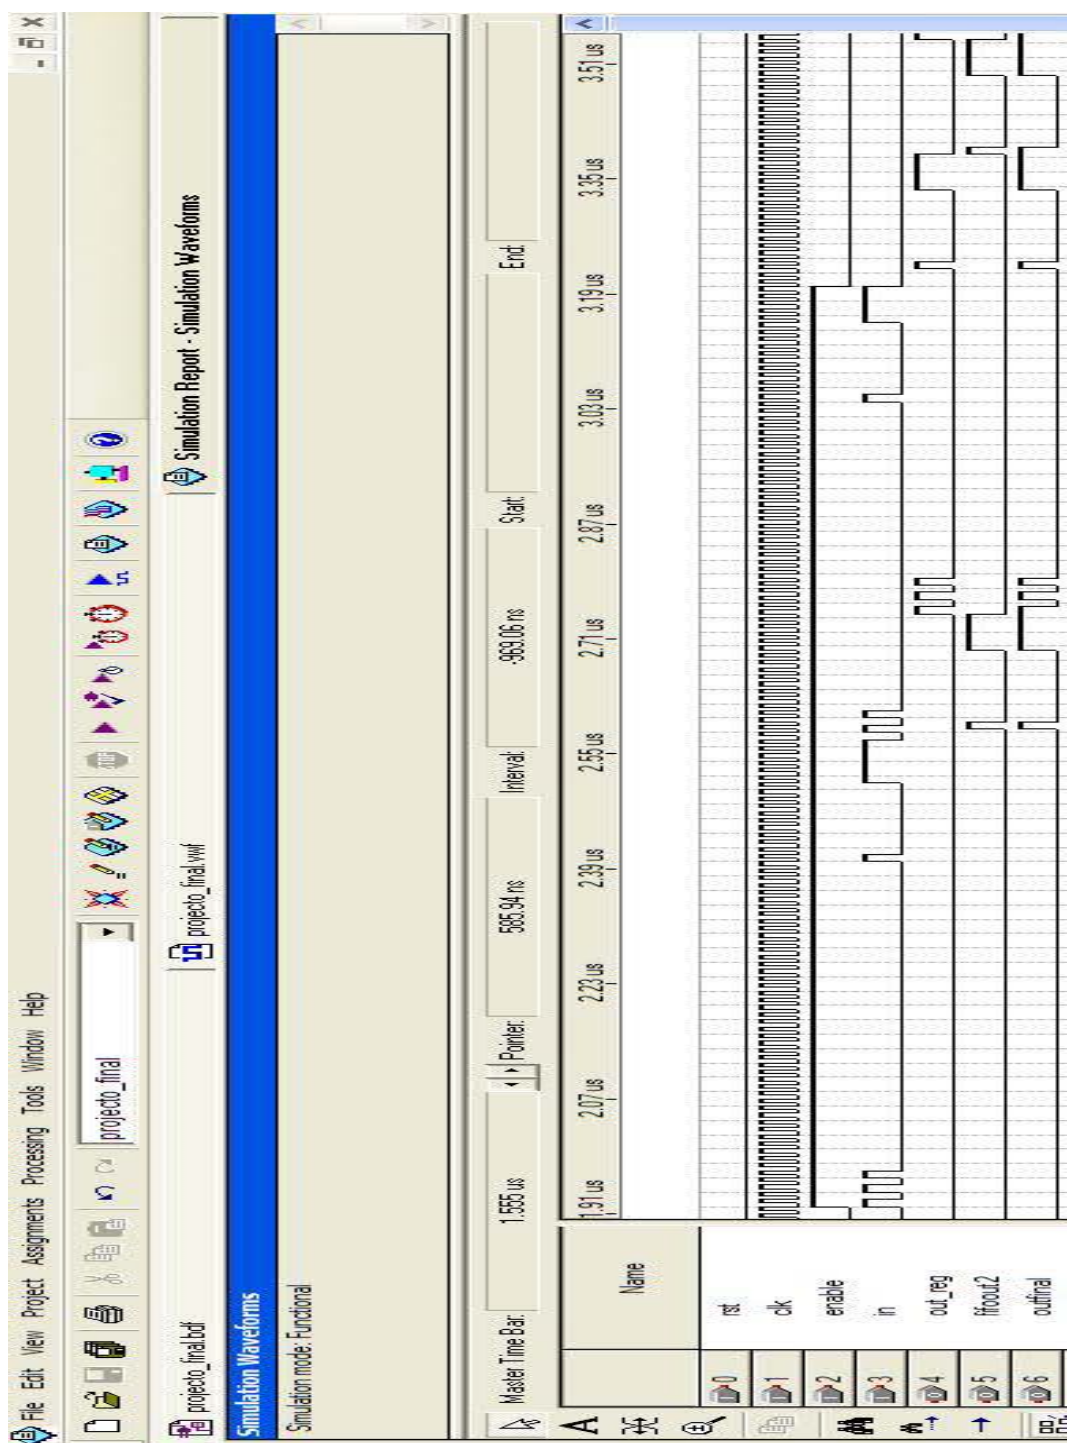 File Edit View Project Assignments Processing Tools Window Help
projecto_final
STOP
projecto_final.bdf
projecto_final.vwf
Simulation Report - Simulation Waveforms
Simulation Waveforms
Simulation mode: Functional
Master Time Bar: 1.555 us Pointer: 585.94 ns Interval: -969.06 ns Start: End:
Name
1.91 us 2.07 us 2.23 us 2.39 us 2.55 us 2.71 us 2.87 us 3.03 us 3.19 us 3.35 us 3.51 us
0 rst
1 clk
2 enable
3 in
4 out_reg
5 fifoout2
6 outfinal